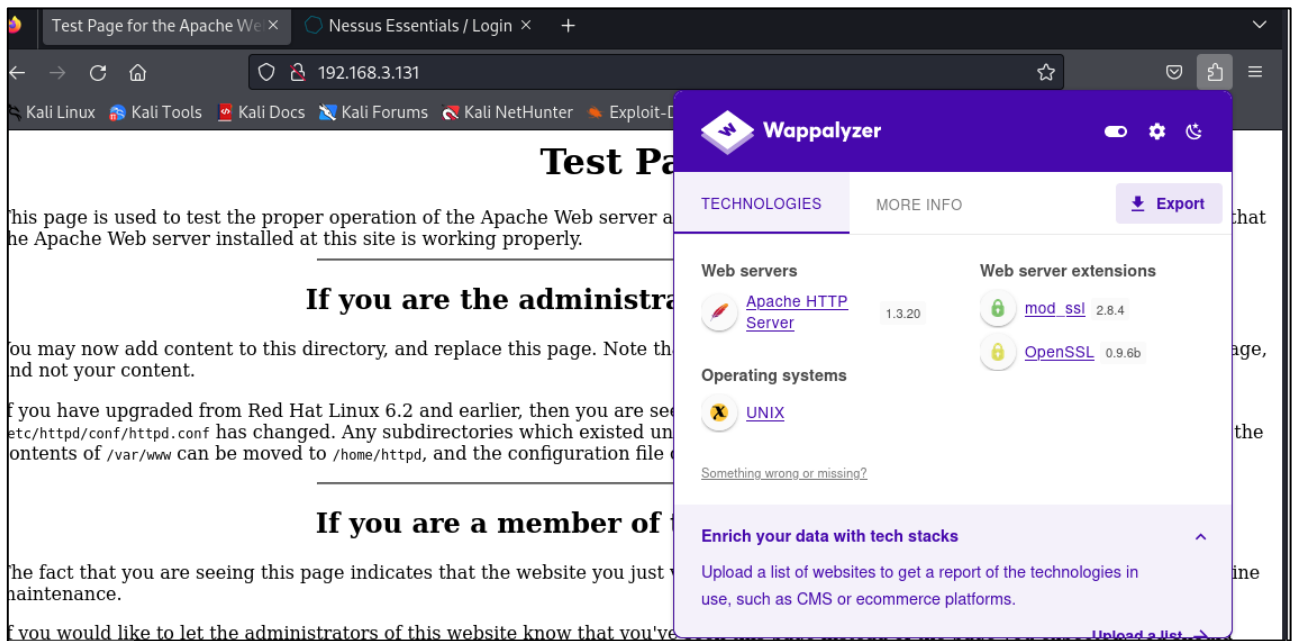 Test Page for the Apache We
Nessus Essentials / Login
192.168.3.131
Kali Linux Kali Tools Kali Docs Kali Forums Kali NetHunter Exploit-D
Test Pa
his page is used to test the proper operation of the Apache Web server a
that
he Apache Web server installed at this site is working properly.
If you are the administra
ou may now add content to this directory, and replace this page. Note tha
age,
nd not your content.
f you have upgraded from Red Hat Linux 6.2 and earlier, then you are see
etc/httpd/conf/httpd.conf has changed. Any subdirectories which existed un
the
ontents of /var/www can be moved to /home/httpd, and the configuration file
If you are a member of
he fact that you are seeing this page indicates that the website you just
ine
naintenance.
f you would like to let the administrators of this website know that you've
Wappalyzer
TECHNOLOGIES
MORE INFO
Export
Web servers
Apache HTTP
Server
1.3.20
Operating systems
UNIX
Something wrong or missing?
Web server extensions
mod_ssl 2.8.4
OpenSSL 0.9.6b
Enrich your data with tech stacks
Upload a list of websites to get a report of the technologies in
use, such as CMS or ecommerce platforms.
Upload a list